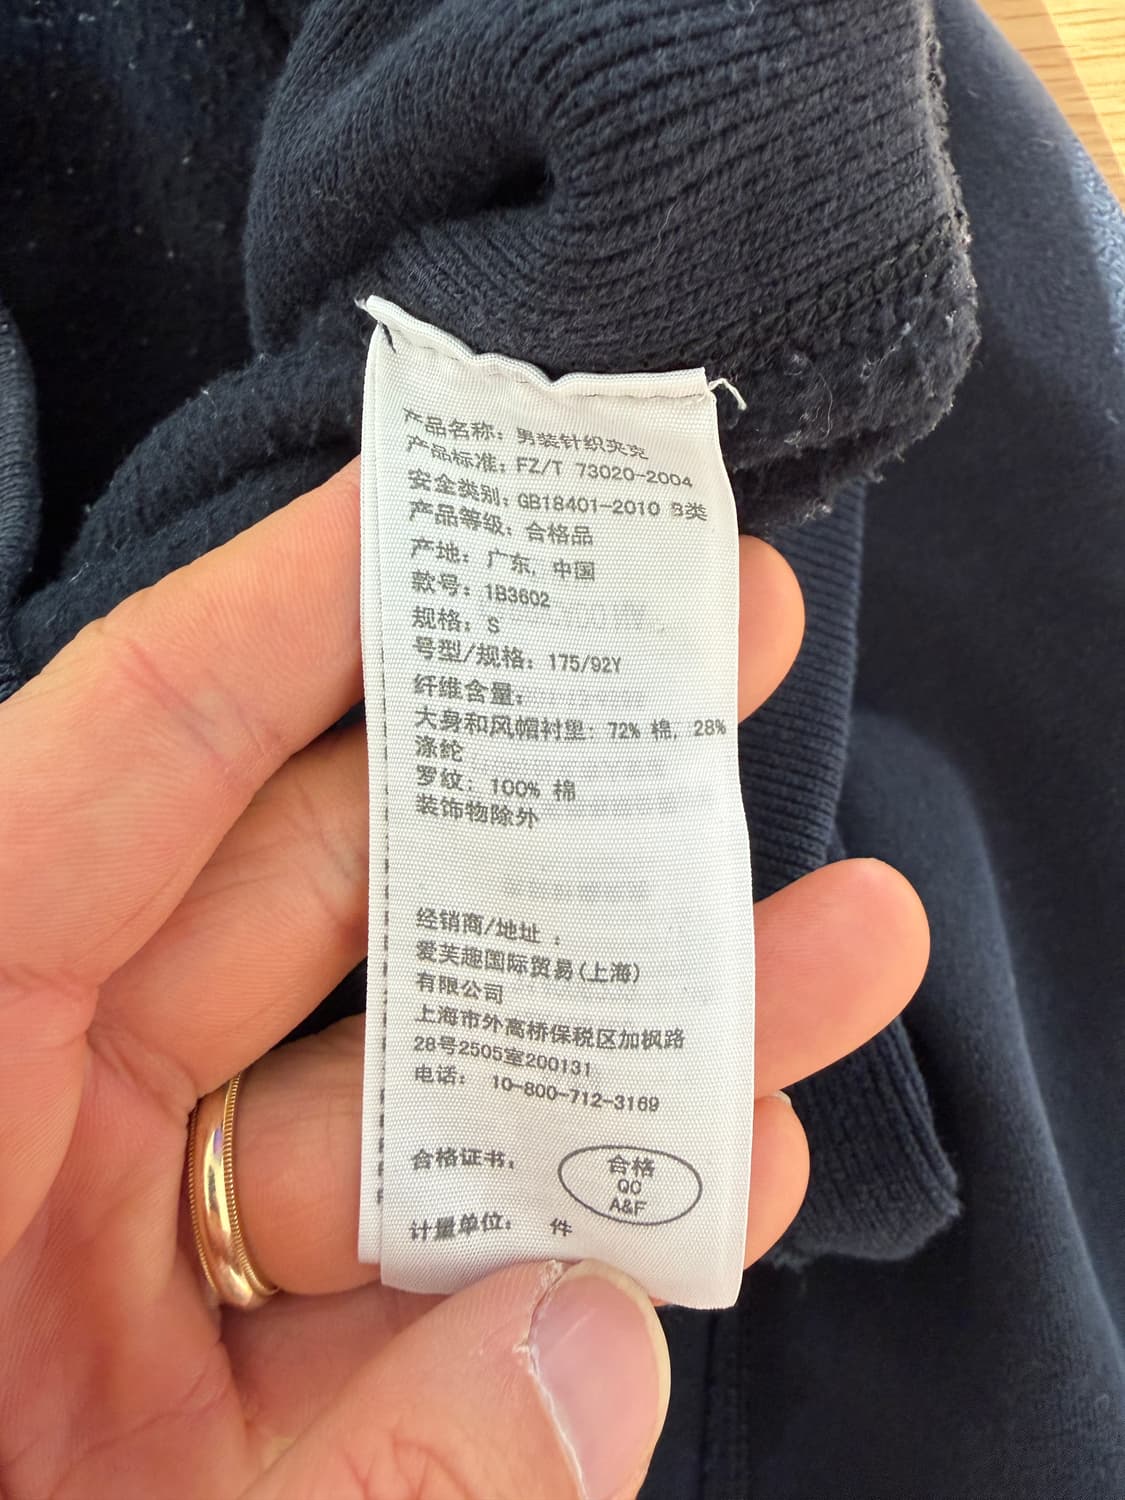 产品名称：男装针织夹克
产品标准：FZ/T 73020-2004
安全类别：GB18401-2010 B类
产品等级：合格品
产地：广东，中国
款号：1B3602
规格：S
号型/规格：175/92Y
纤维含量：
大身和风帽衬里：72% 棉，28%
涤纶
罗纹：100% 棉
装饰物除外
经销商/地址：
爱芙趣国际贸易(上海)
有限公司
上海市外高桥保税区加枫路
28号2505室200131
电话： 10-800-712-3169
合格证书：
合格
QC
A&F
计量单位： 件